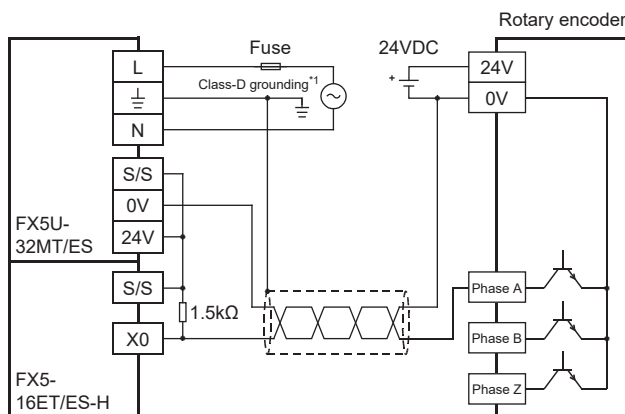 Rotary encoder
Fuse
24VDC
L
Class-D grounding*1
+
24V
0V
N
S/S
0V
24V
FX5U-
32MT/ES
S/S
1.5kΩ
X0
FX5-
16ET/ES-H
Phase A
Phase B
Phase Z